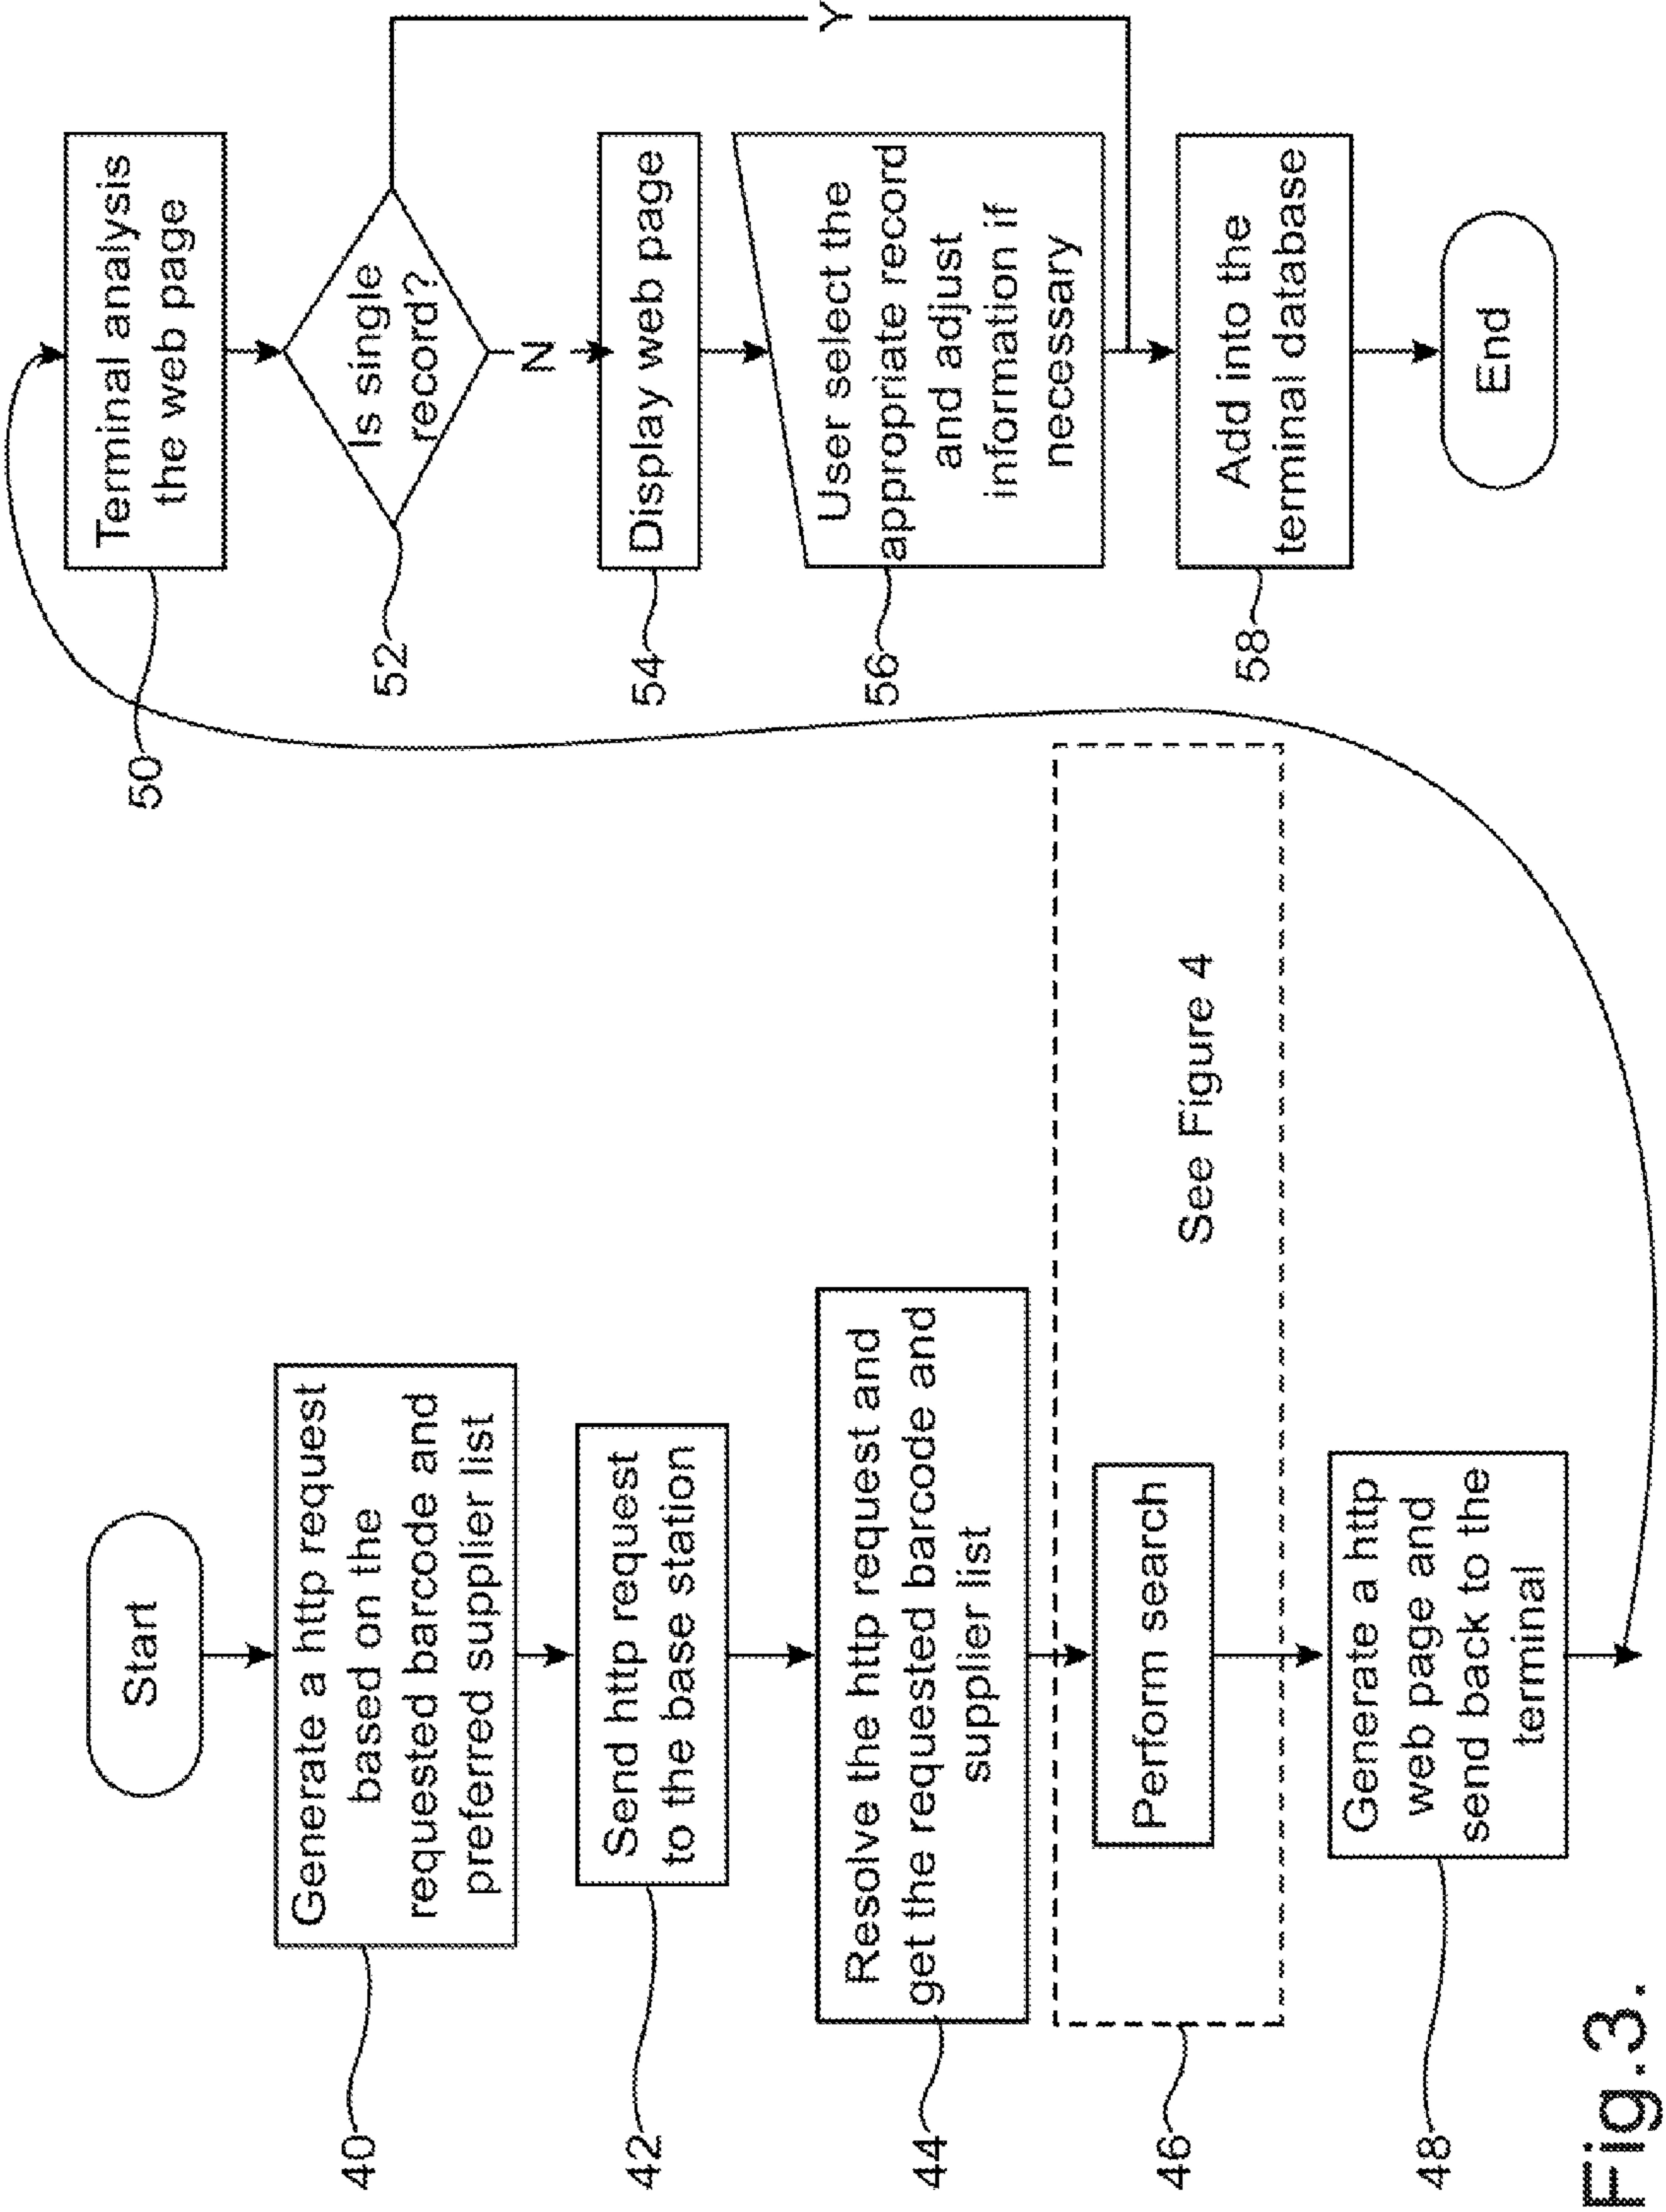 Start
40
Generate a http request
based on the
requested barcode and
preferred supplier list
42
Send http request
to the base station
44
Resolve the http request and
get the requested barcode and
supplier list
46
Perform search
See Figure 4
48
Generate a http
web page and
send back to the
terminal
50
Terminal analysis
the web page
52
Is single
record?
Y
N
54
Display web page
56
User select the
appropriate record
and adjust
information if
necessary
58
Add into the
terminal database
End
Fig.3.